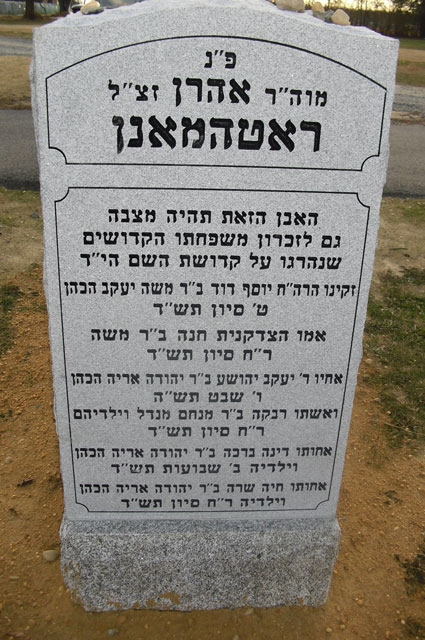 פ״נ
מוה״ר אהרן זצ״ל
ראטהמאנן
האבן הזאת תהיה מצבה
גם לזכרון משפחתו הקדושים
שנהרגו על קדושת השם הי״ד
זקינו הרה״ח יוסף דוד ב״ר משה יעקב הכהן
ט׳ סיון תש״ד
אמו הצדקנית חנה ב״ר משה
ר״ח סיון תש״ד
אחיו ר׳ יעקב יהושע ב״ר יהודה אריה הכהן
ו׳ שבט תש״ה
ואשתו רבקה ב״ר מנחם מנדל וילדיהם
ר״ח סיון תש״ד
אחותו דינה ברכה ב״ר יהודה אריה הכהן
וילדיה ב׳ שבועות תש״ד
אחותו חיה שרה ב״ר יהודה אריה הכהן
וילדיה ר״ח סיון תש״ד